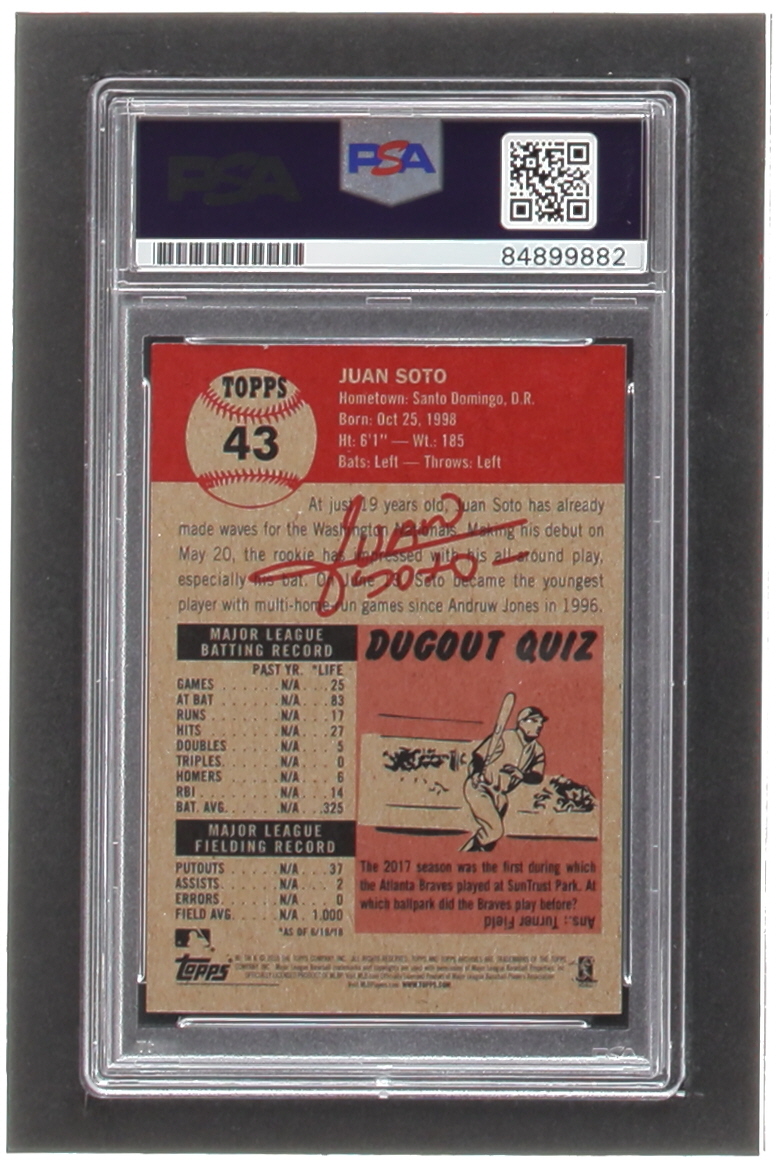 PSA
PSA
84899882
TOPPS
43
JUAN SOTO
Hometown: Santo Domingo, D.R.
Born: Oct 25, 1998
Ht: 6'1" — Wt.: 185
Bats: Left — Throws: Left
At just 19 years old, Juan Soto has already
made waves for the Washington Nationals. Making his debut on
May 20, the rookie has impressed with his all-around play,
especially his bat. On June 13, Soto became the youngest
player with multi-home-run games since Andruw Jones in 1996.
JUAN
SOTO
MAJOR LEAGUE
BATTING RECORD
PAST YR. *LIFE
GAMES N/A 25
AT BAT N/A 83
RUNS N/A 17
HITS N/A 27
DOUBLES N/A 5
TRIPLES N/A 0
HOMERS N/A 6
RBI N/A 14
BAT. AVG. N/A .325
MAJOR LEAGUE
FIELDING RECORD
PUTOUTS N/A 37
ASSISTS N/A 2
ERRORS N/A 0
FIELD AVG. N/A 1.000
*AS OF 6/18/18
DUGOUT QUIZ
The 2017 season was the first during which
the Atlanta Braves played at SunTrust Park. At
which ballpark did the Braves play before?
Ans.: Turner Field
TOPPS
WWW.TOPPS.COM
PSA